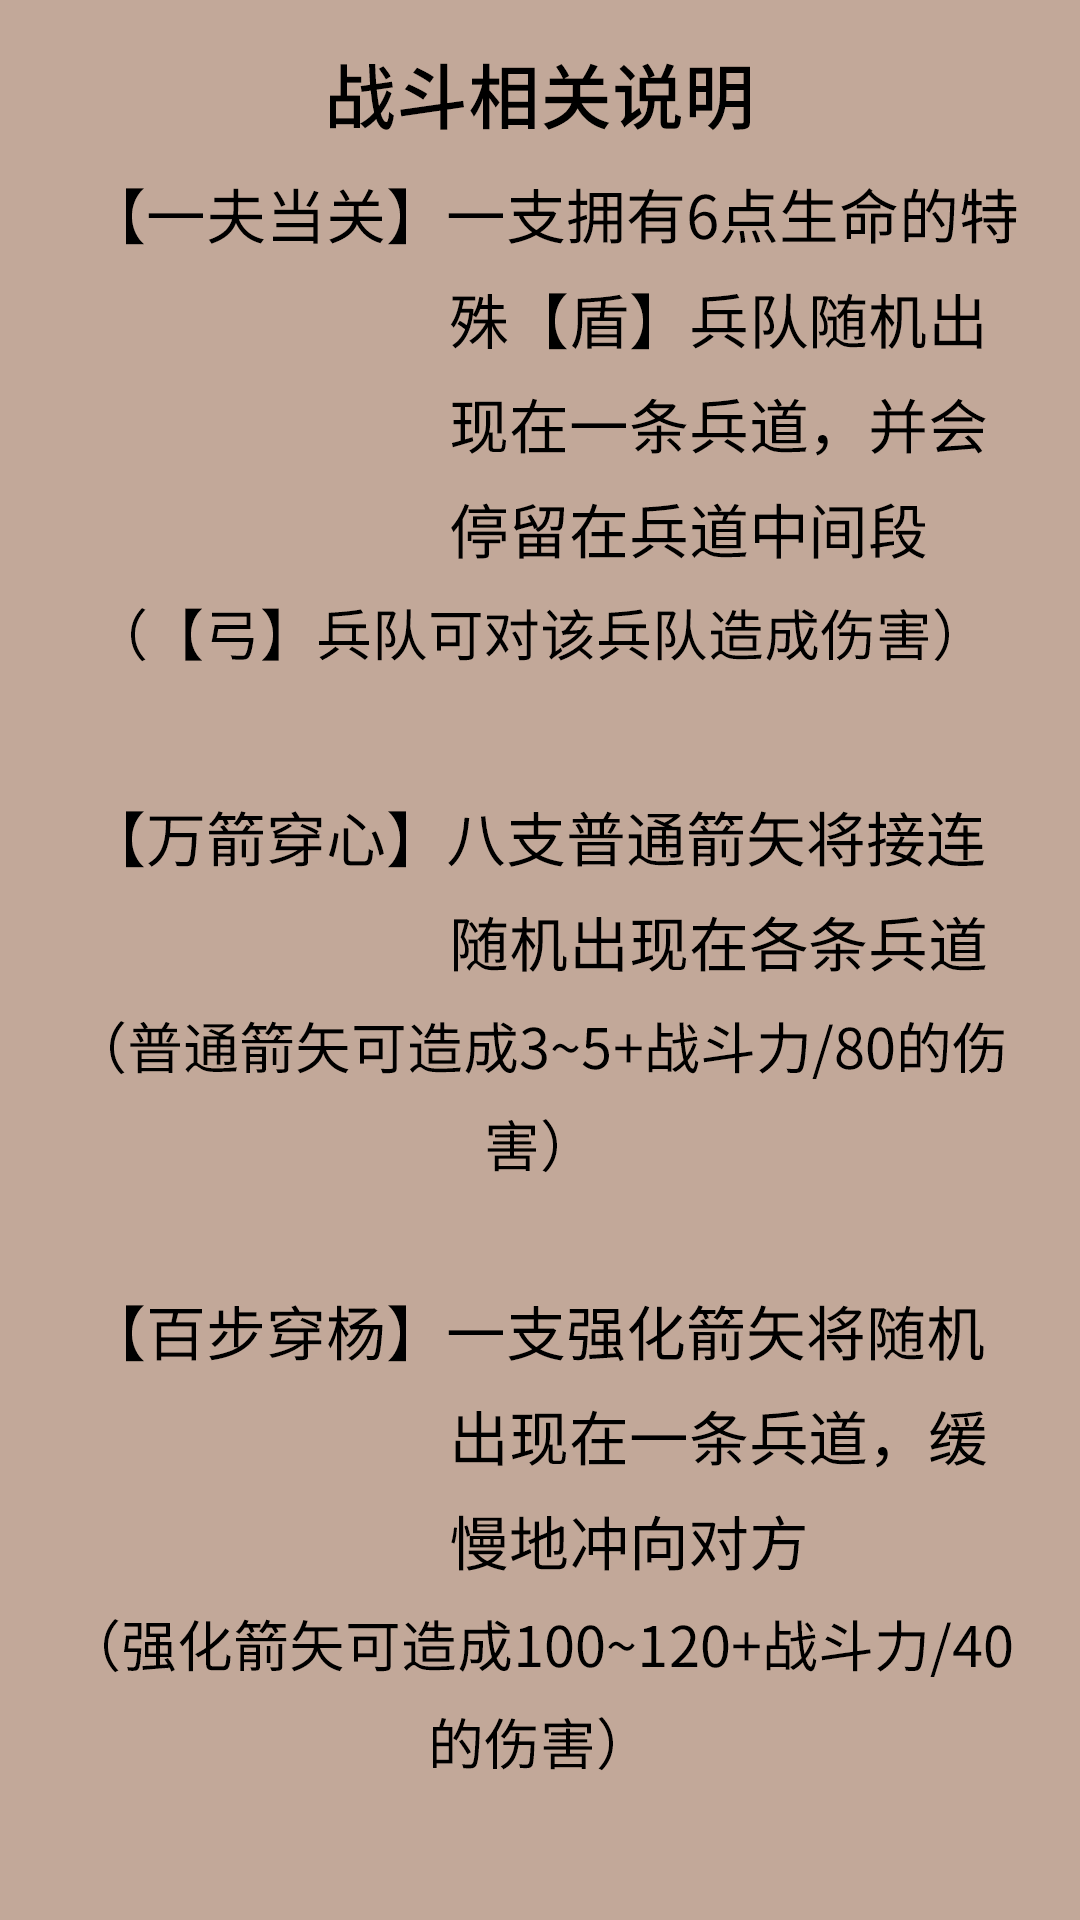 战斗相关说明
【一夫当关】一支拥有6点生命的特
殊【盾】兵队随机出
现在一条兵道，并会
停留在兵道中间段
（【弓】兵队可对该兵队造成伤害）
【万箭穿心】八支普通箭矢将接连
随机出现在各条兵道
（普通箭矢可造成3~5+战斗力/80的伤
害）
【百步穿杨】一支强化箭矢将随机
出现在一条兵道，缓
慢地冲向对方
（强化箭矢可造成100~120+战斗力/40
的伤害）